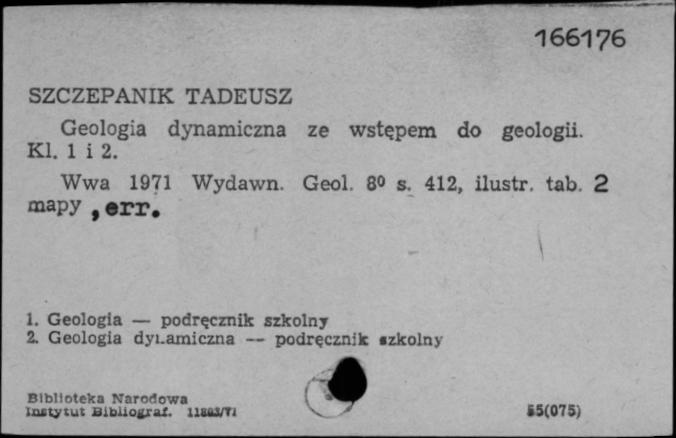 166176
SZCZEPANIK TADEUSZ
Geologia dynamiczna ze wstępem do geologii.
Kl. 1 i 2.
Wwa 1971 Wydawn. Geol. 8º s. 412, ilustr. tab. 2
mapy , err.
1. Geologia — podręcznik szkolny
2. Geologia dynamiczna — podręcznik szkolny
Biblioteka Narodowa
Instytut Bibliograf.
55(075)